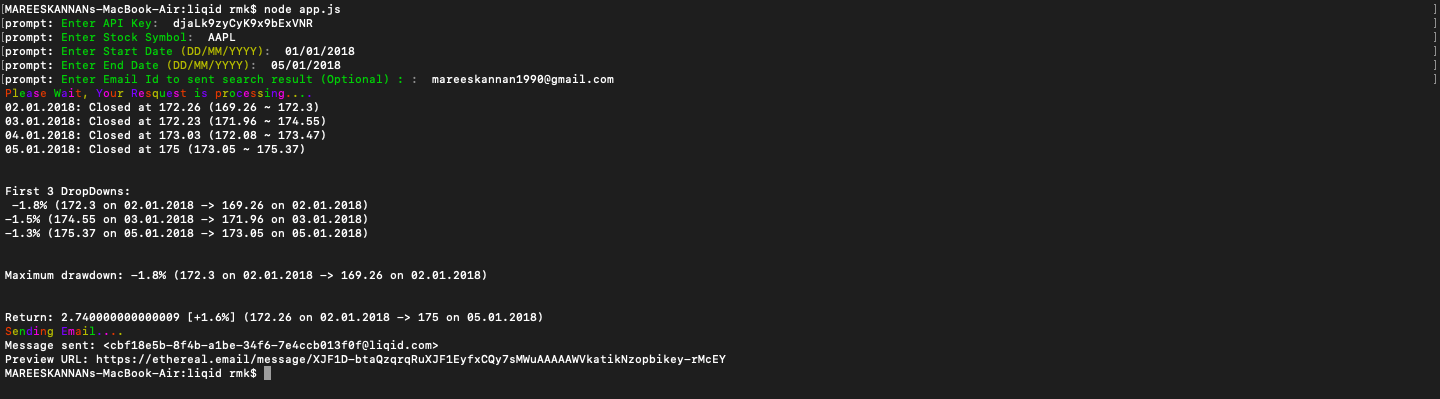 MAREESKANNANs-MacBook-Air:liqid rmk$ node app.js
prompt: Enter API Key:  djaLk9zyCyK9x9bExVNR
prompt: Enter Stock Symbol:  AAPL
prompt: Enter Start Date (DD/MM/YYYY):  01/01/2018
prompt: Enter End Date (DD/MM/YYYY):  05/01/2018
prompt: Enter Email Id to sent search result (Optional) : :  mareeskannan1990@gmail.com
Please Wait, Your Resquest is processing....
02.01.2018: Closed at 172.26 (169.26 ~ 172.3)
03.01.2018: Closed at 172.23 (171.96 ~ 174.55)
04.01.2018: Closed at 173.03 (172.08 ~ 173.47)
05.01.2018: Closed at 175 (173.05 ~ 175.37)
First 3 DropDowns:
-1.8% (172.3 on 02.01.2018 -> 169.26 on 02.01.2018)
-1.5% (174.55 on 03.01.2018 -> 171.96 on 03.01.2018)
-1.3% (175.37 on 05.01.2018 -> 173.05 on 05.01.2018)
Maximum drawdown: -1.8% (172.3 on 02.01.2018 -> 169.26 on 02.01.2018)
Return: 2.740000000000009 [+1.6%] (172.26 on 02.01.2018 -> 175 on 05.01.2018)
Sending Email....
Message sent: <cbf18e5b-8f4b-a1be-34f6-7e4ccb013f0f@liqid.com>
Preview URL: https://ethereal.email/message/XJF1D-btaQzqrqRuXJF1EyfxCQy7sMWuAAAAAWVkatikNzopbikey-rMcEY
MAREESKANNANs-MacBook-Air:liqid rmk$